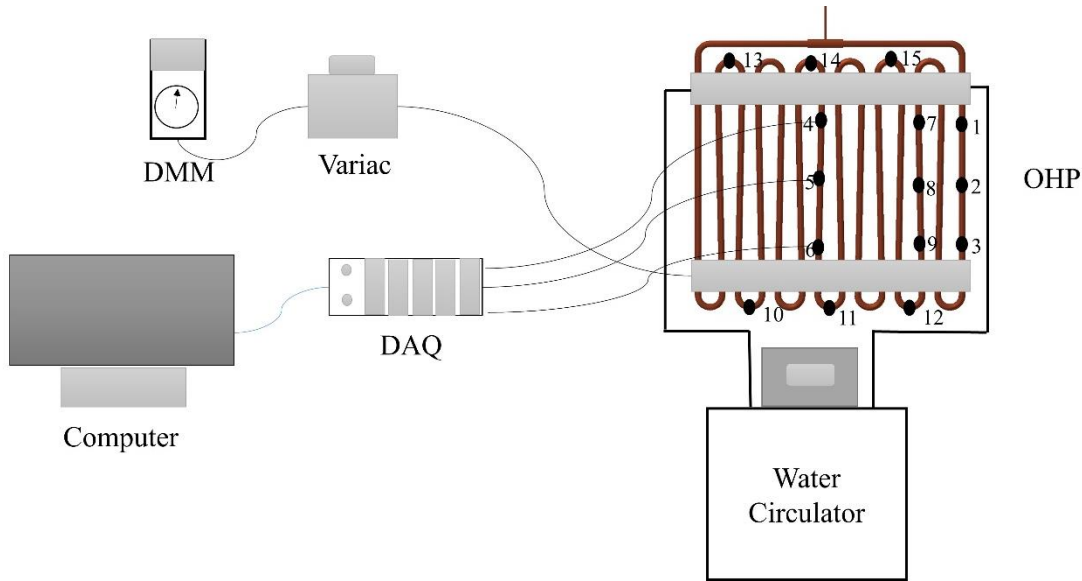 13
14
15
4
7
1
DMM
Variac
5
8
2
OHP
6
9
3
10
11
12
DAQ
Computer
Water
Circulator